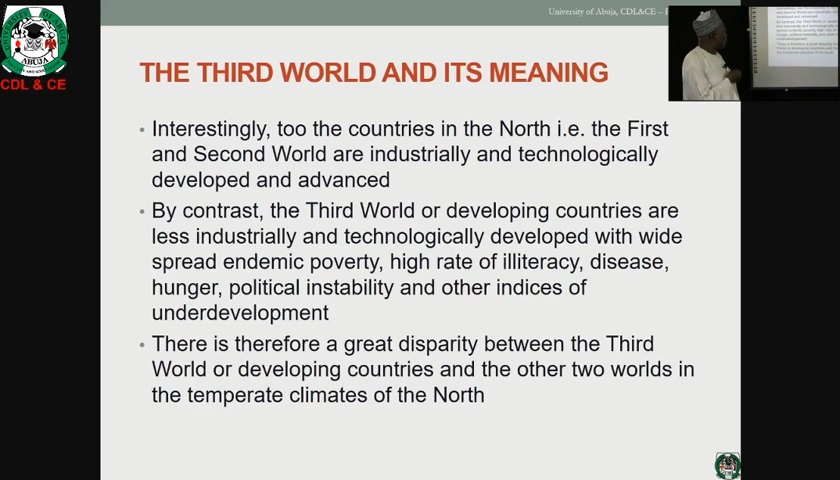 University of Abuja, CDL&CE –
ABUJA
CDL & CE
THE THIRD WORLD AND ITS MEANING
• Interestingly, too the countries in the North i.e. the First
and Second World are industrially and technologically
developed and advanced
• By contrast, the Third World or developing countries are
less industrially and technologically developed with wide
spread endemic poverty, high rate of illiteracy, disease,
hunger, political instability and other indices of
underdevelopment
• There is therefore a great disparity between the Third
World or developing countries and the other two worlds in
the temperate climates of the North